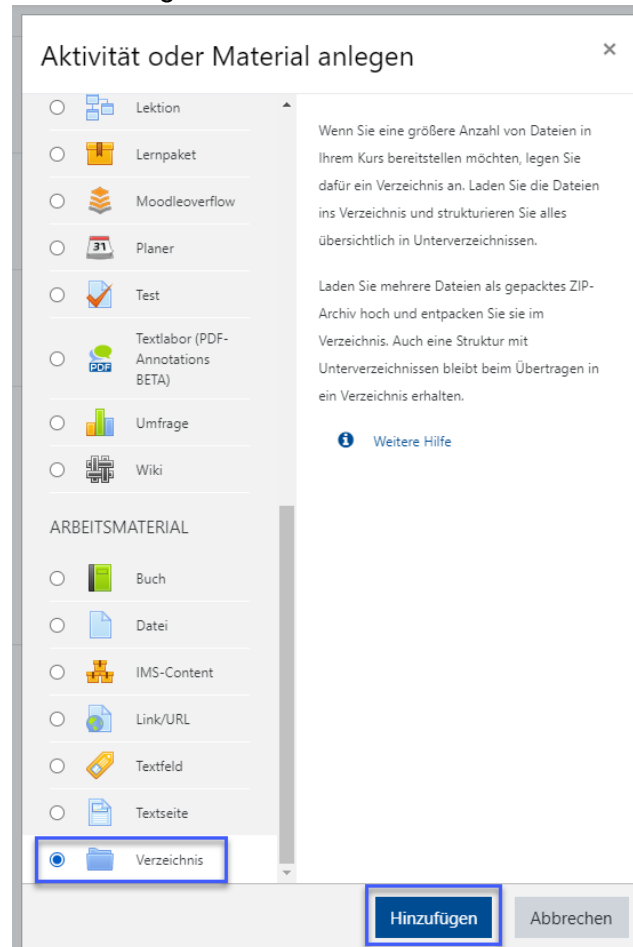 Aktivität oder Material anlegen
×
Lektion
Lernpaket
Moodleoverflow
31
Planer
Test
Textlabor (PDF-
Annotations
BETA)
PDF
Umfrage
Wiki
ARBEITSMATERIAL
Buch
Datei
IMS-Content
Link/URL
Textfeld
Textseite
Verzeichnis
Wenn Sie eine größere Anzahl von Dateien in
Ihrem Kurs bereitstellen möchten, legen Sie
dafür ein Verzeichnis an. Laden Sie die Dateien
ins Verzeichnis und strukturieren Sie alles
übersichtlich in Unterverzeichnissen.
Laden Sie mehrere Dateien als gepacktes ZIP-
Archiv hoch und entpacken Sie sie im
Verzeichnis. Auch eine Struktur mit
Unterverzeichnissen bleibt beim Übertragen in
ein Verzeichnis erhalten.
Weitere Hilfe
Hinzufügen
Abbrechen